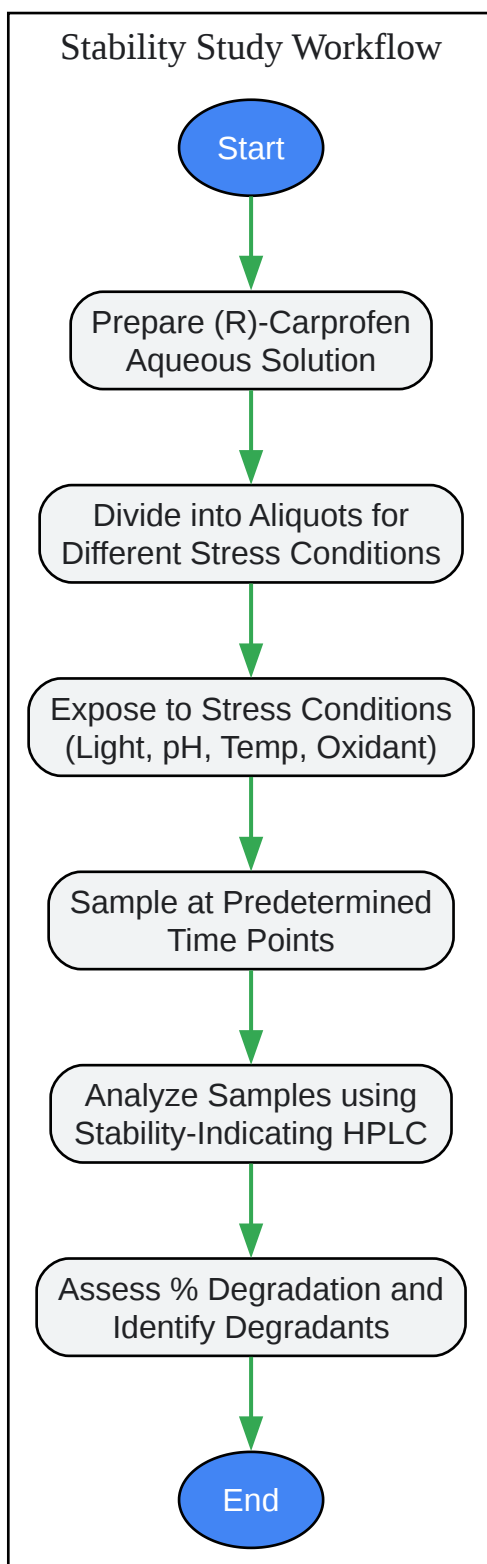 Stability Study Workflow
Start
Prepare (R)-Carprofen
Aqueous Solution
Divide into Aliquots for
Different Stress Conditions
Expose to Stress Conditions
(Light, pH, Temp, Oxidant)
Sample at Predetermined
Time Points
Analyze Samples using
Stability-Indicating HPLC
Assess % Degradation and
Identify Degradants
End